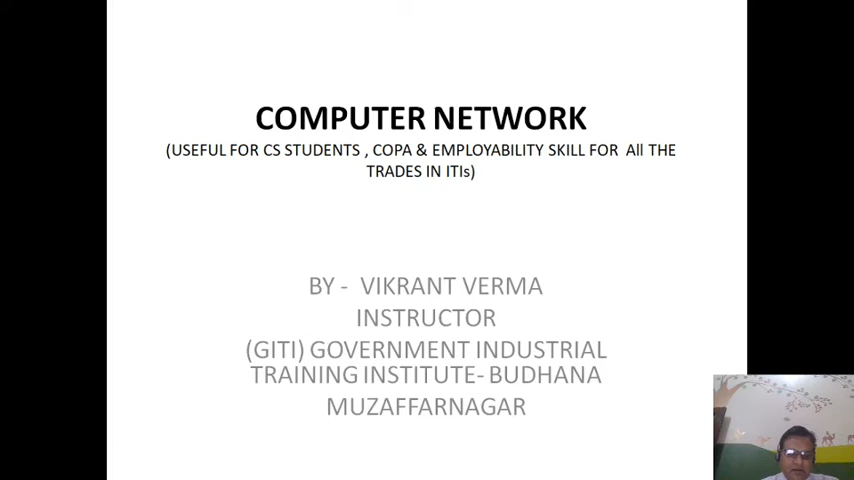 COMPUTER NETWORK
(USEFUL FOR CS STUDENTS , COPA & EMPLOYABILITY SKILL FOR All THE
TRADES IN ITIs)
BY - VIKRANT VERMA
INSTRUCTOR
(GITI) GOVERNMENT INDUSTRIAL
TRAINING INSTITUTE- BUDHANA
MUZAFFARNAGAR